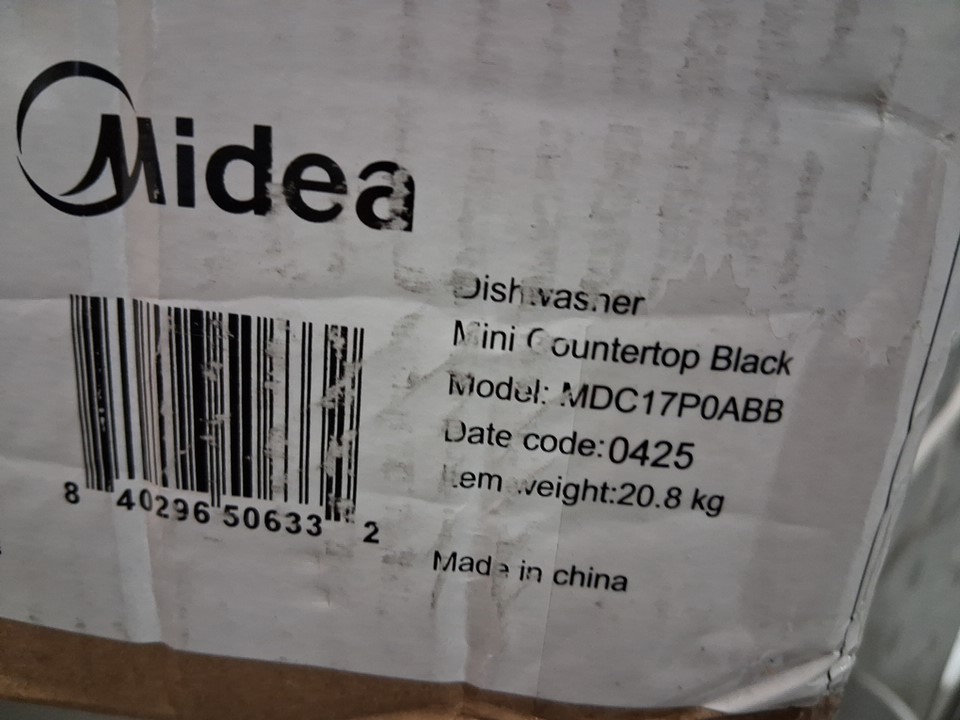 Midea
Dishwasher
Mini Countertop Black
Model: MDC17P0ABB
Date code:0425
Item weight:20.8 kg
Made in china
8 40296 50633 2